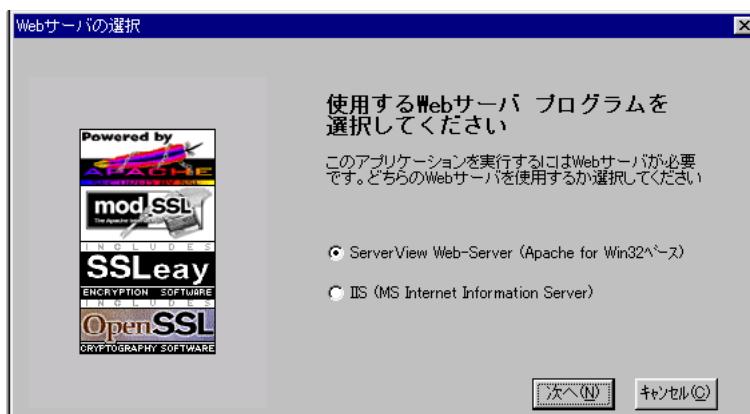 Webサーバの選択
Powered by
APACHE
mod_SSL
The Apache Interface to SSLeay
INCLUDES
SSLeay
ENCRYPTION SOFTWARE
INCLUDES
OpenSSL
CRYPTOGRAPHY SOFTWARE
使用するWebサーバ プログラムを
選択してください
このアプリケーションを実行するにはWebサーバが必要
です。どちらのWebサーバを使用するか選択してください
ServerView Web-Server (Apache for Win32ベース)
IIS (MS Internet Information Server)
次へ(N)
キャンセル(C)